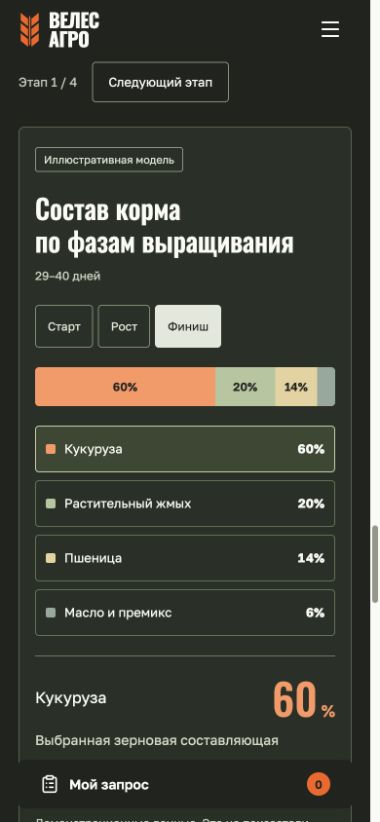 ВЕЛЕС
АГРО
Этап 1 / 4
Следующий этап
Иллюстративная модель
Состав корма
по фазам выращивания
29–40 дней
Старт
Рост
Финиш
60%
20%
14%
Кукуруза 60%
Растительный жмых 20%
Пшеница 14%
Масло и премикс 6%
Кукуруза 60 %
Выбранная зерновая составляющая
Мой запрос 0